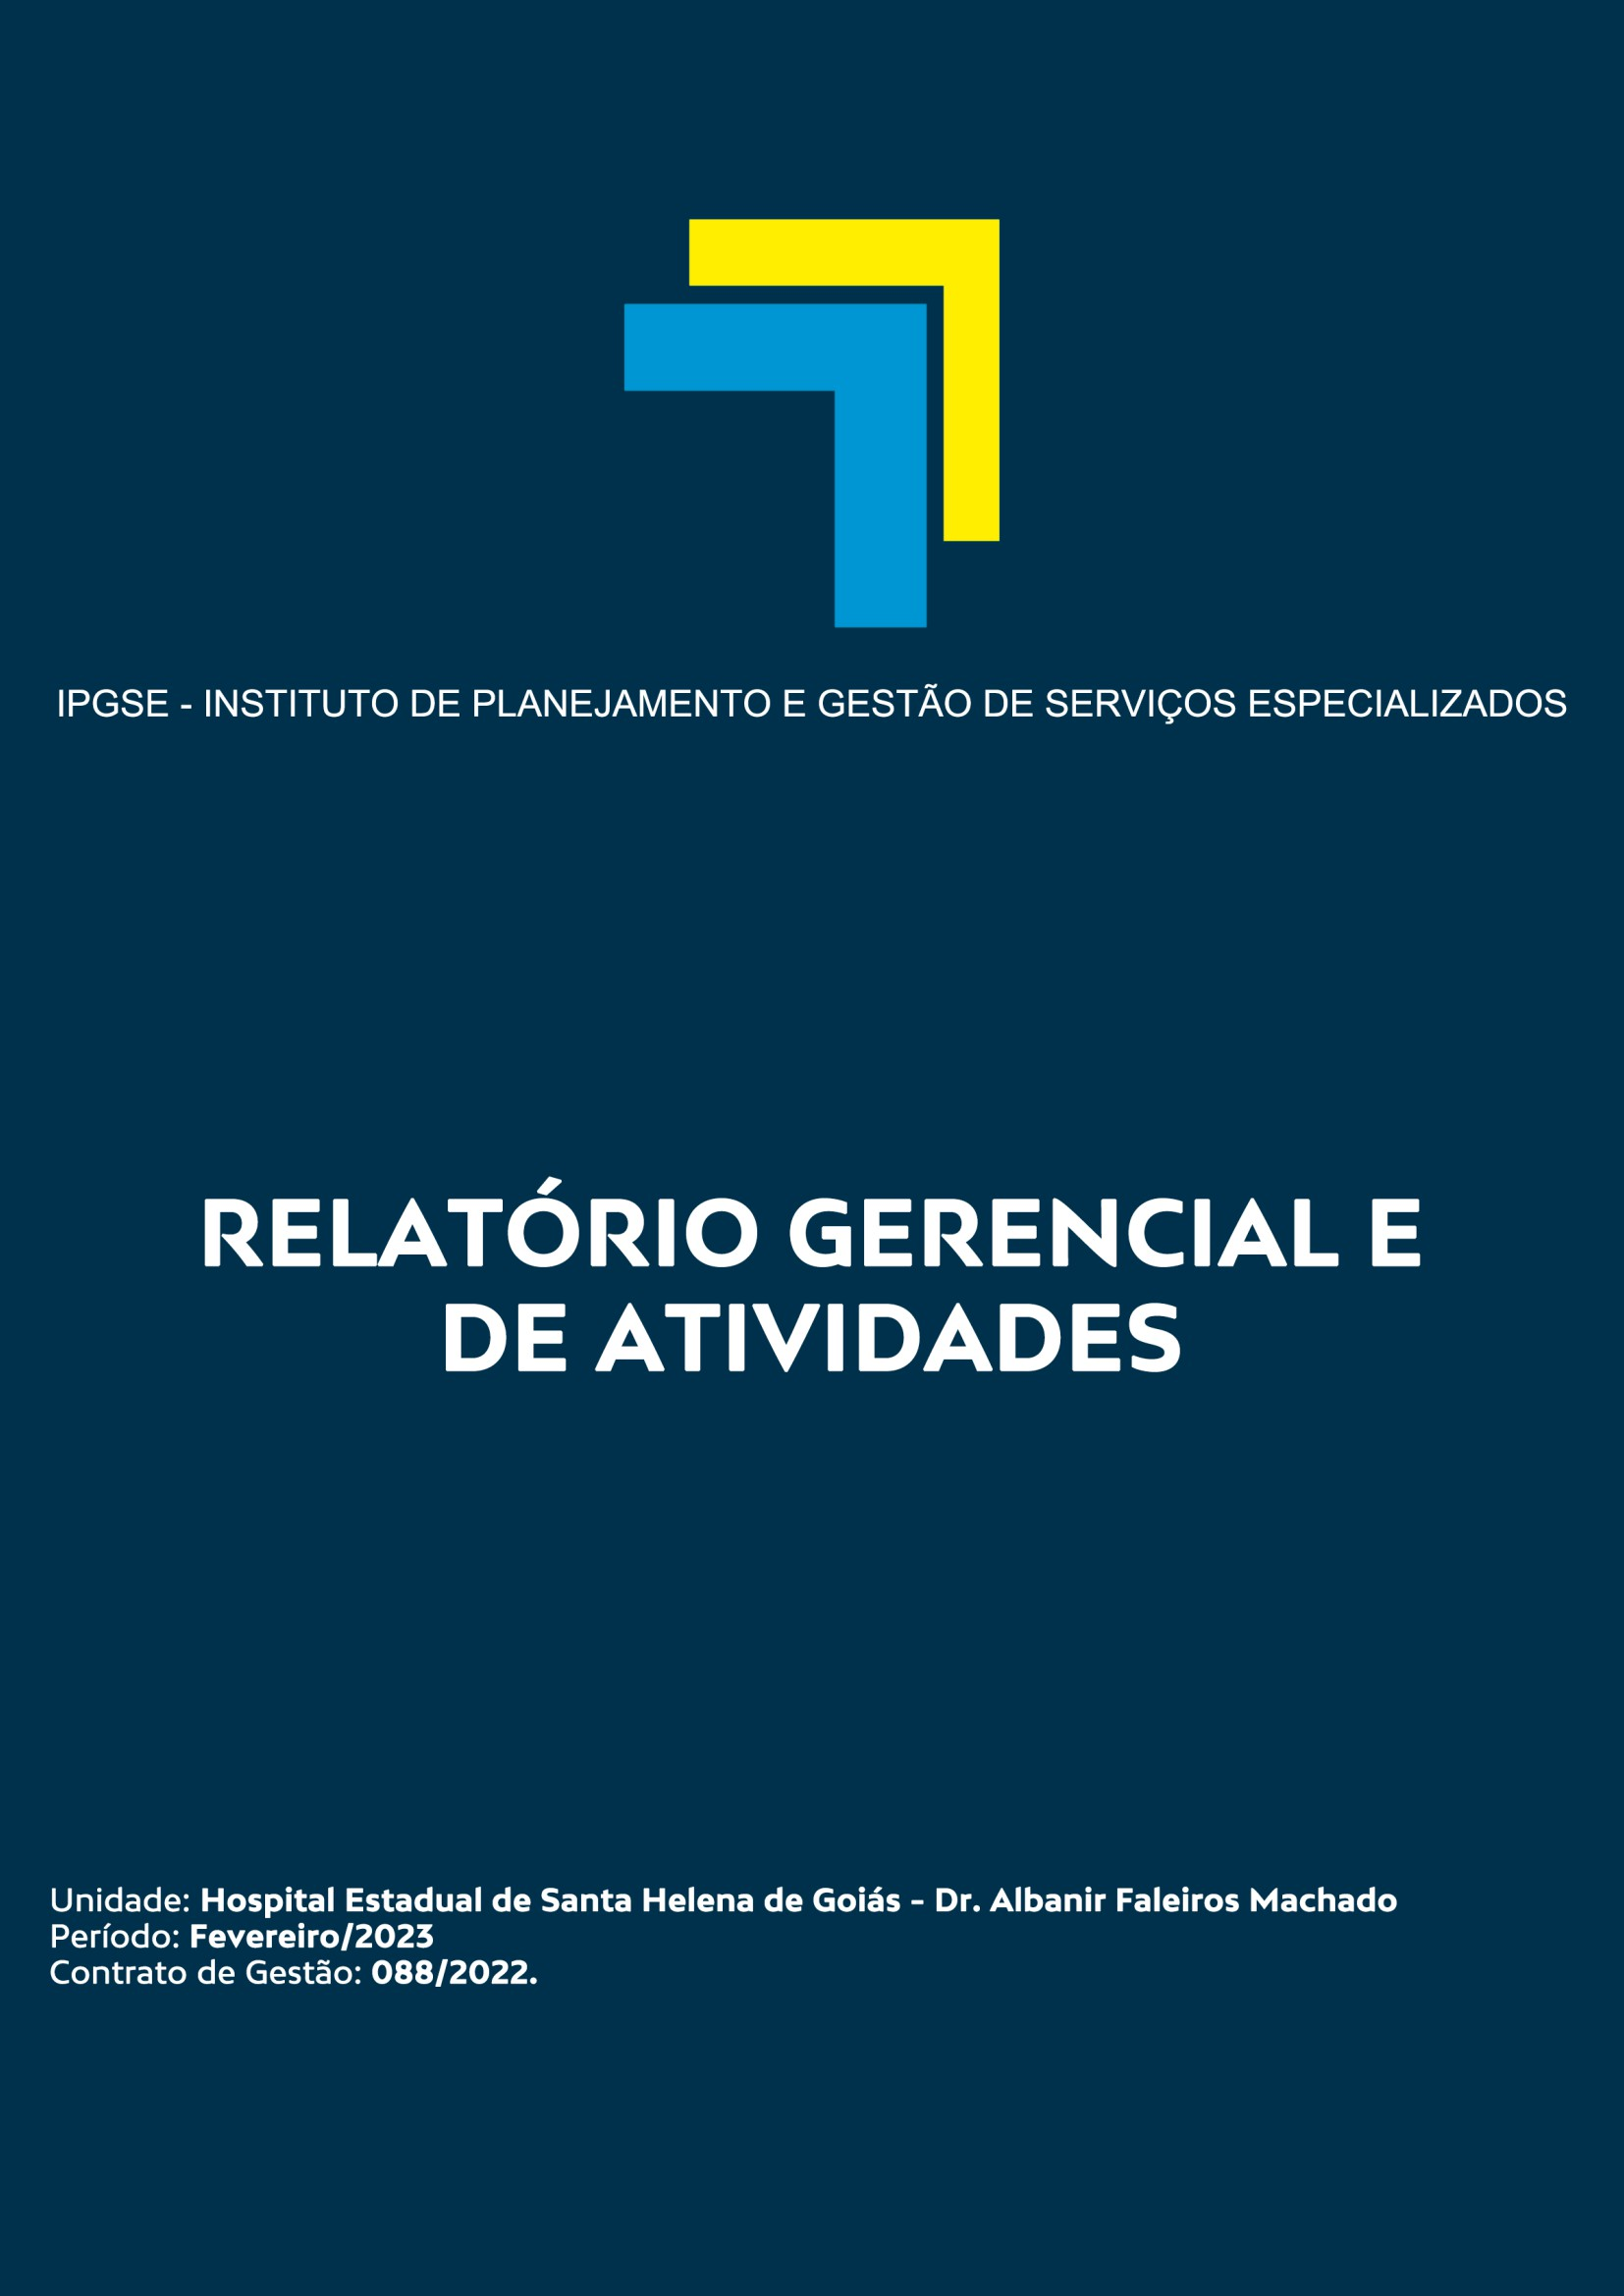 IPGSE - INSTITUTO DE PLANEJAMENTO E GESTÃO DE SERVIÇOS ESPECIALIZADOS
RELATÓRIO GERENCIAL E
DE ATIVIDADES
Unidade: Hospital Estadual de Santa Helena de Goiás - Dr. Albanir Faleiros Machado
Período: Fevereiro/2023
Contrato de Gestão: 088/2022.